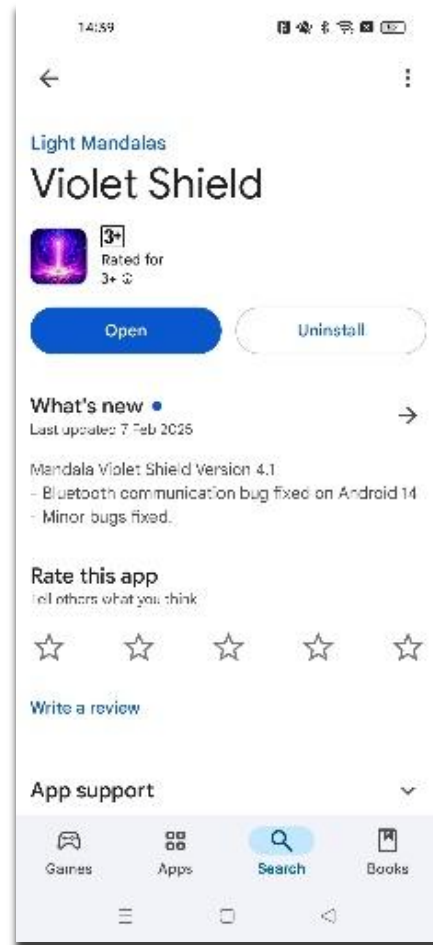 14:39
Light Mandalas
Violet Shield
3+
Rated for
3+
Open
Uninstall
What's new
Last updated 7 Feb 2025
Mandala Violet Shield Version 4.1
- Bluetooth communication bug fixed on Android 14
- Minor bugs fixed.
Rate this app
Tell others what you think
Write a review
App support
Games
Apps
Search
Books